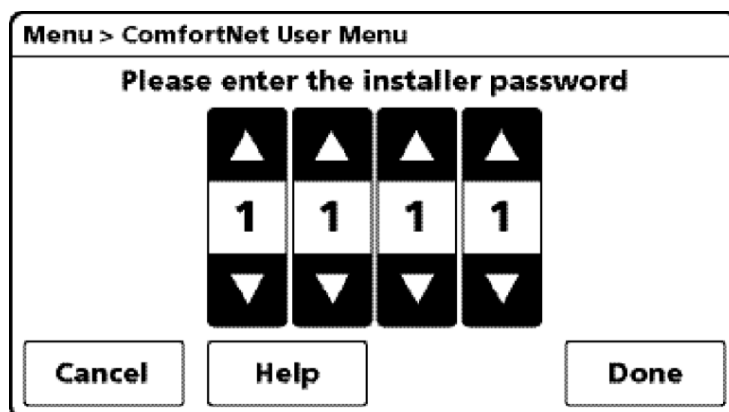 Menu > ComfortNet User Menu
Please enter the installer password
1 1 1 1
Cancel Help Done